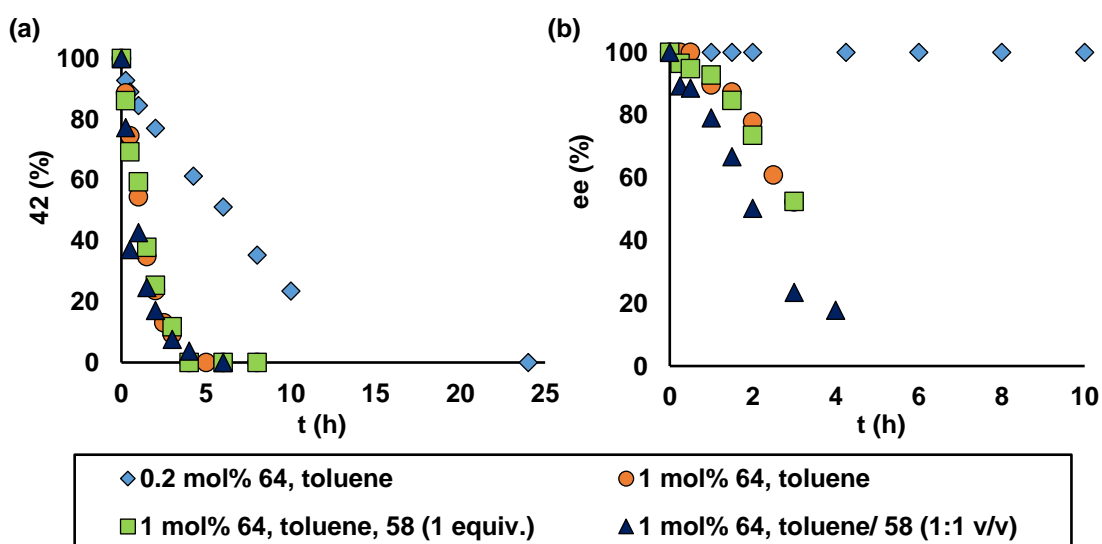 (a)
100
80
60
40
20
0
42 (%)
0 5 10 15 20 25
t (h)
(b)
100
80
60
40
20
0
ee (%)
0 2 4 6 8 10
t (h)
0.2 mol% 64, toluene
1 mol% 64, toluene
1 mol% 64, toluene, 58 (1 equiv.)
1 mol% 64, toluene/ 58 (1:1 v/v)